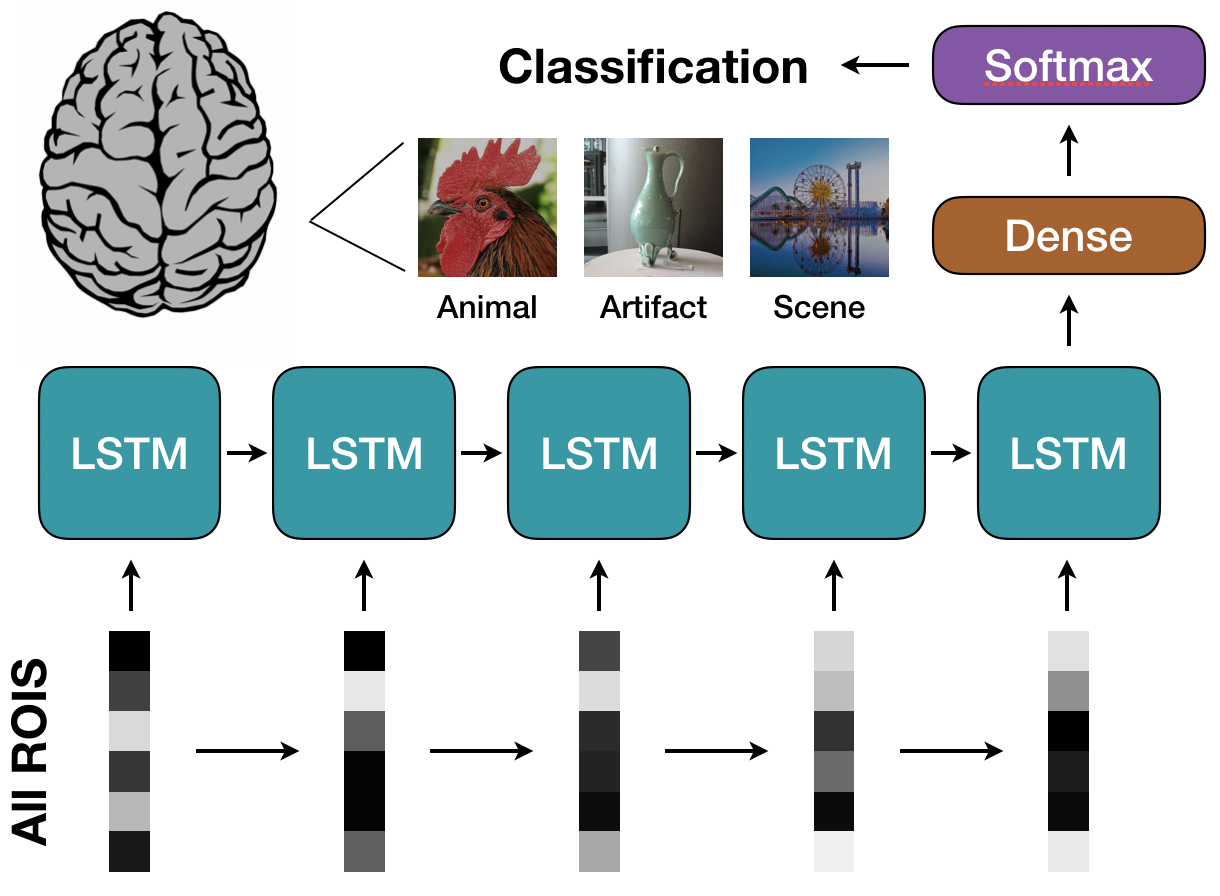 Classification
Softmax
Dense
Animal
Artifact
Scene
LSTM
LSTM
LSTM
LSTM
LSTM
All ROIS